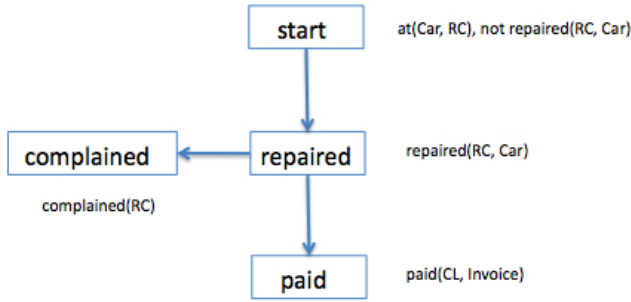 start
at(Car, RC), not repaired(RC, Car)
complained
repaired
repaired(RC, Car)
complained(RC)
paid
paid(CL, Invoice)